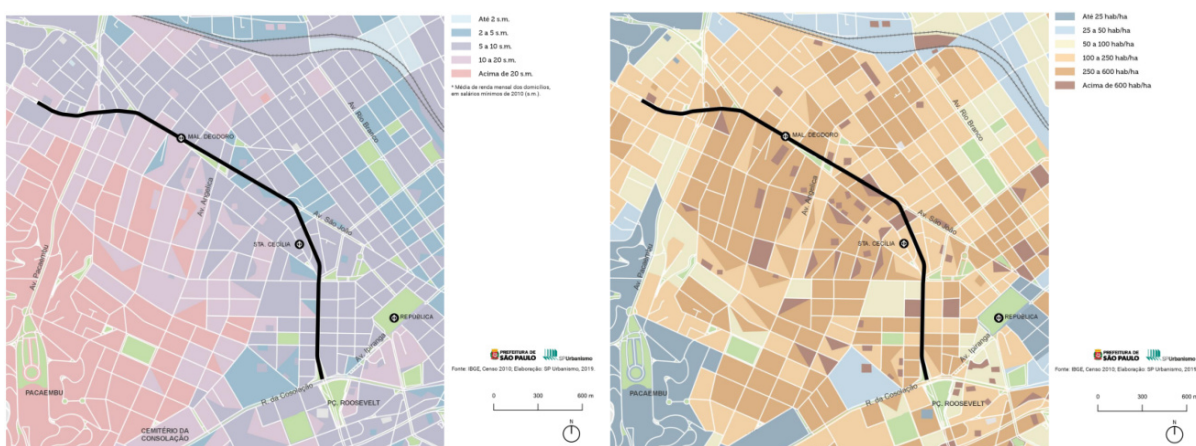 Até 2 s.m.
2 a 5 s.m.
5 a 10 s.m.
10 a 20 s.m.
Acima de 20 s.m.
* Média de renda mensal dos domicílios,
em salários mínimos de 2010 (s.m.).
Av. Rio Branco
MAL. DEODORO
Av. Angélica
Av. São João
STA. CECÍLIA
Av. Pacaembu
REPÚBLICA
Av. Ipiranga
R. da Consolação
PÇ. ROOSEVELT
PACAEMBU
CEMITÉRIO DA
CONSOLAÇÃO
PREFEITURA DE
SÃO PAULO
SP Urbanismo
Fonte: IBGE, Censo 2010; Elaboração: SP Urbanismo, 2019.
0 300 600 m
N
Até 25 hab/ha
25 a 50 hab/ha
50 a 100 hab/ha
100 a 250 hab/ha
250 a 600 hab/ha
Acima de 600 hab/ha
Av. Rio Branco
MAL. DEODORO
Av. Angélica
Av. São João
STA. CECÍLIA
Av. Pacaembu
REPÚBLICA
Av. Ipiranga
R. da Consolação
PÇ. ROOSEVELT
PACAEMBU
CEMITÉRIO DA
CONSOLAÇÃO
PREFEITURA DE
SÃO PAULO
SP Urbanismo
Fonte: IBGE, Censo 2010; Elaboração: SP Urbanismo, 2019.
0 300 600 m
N